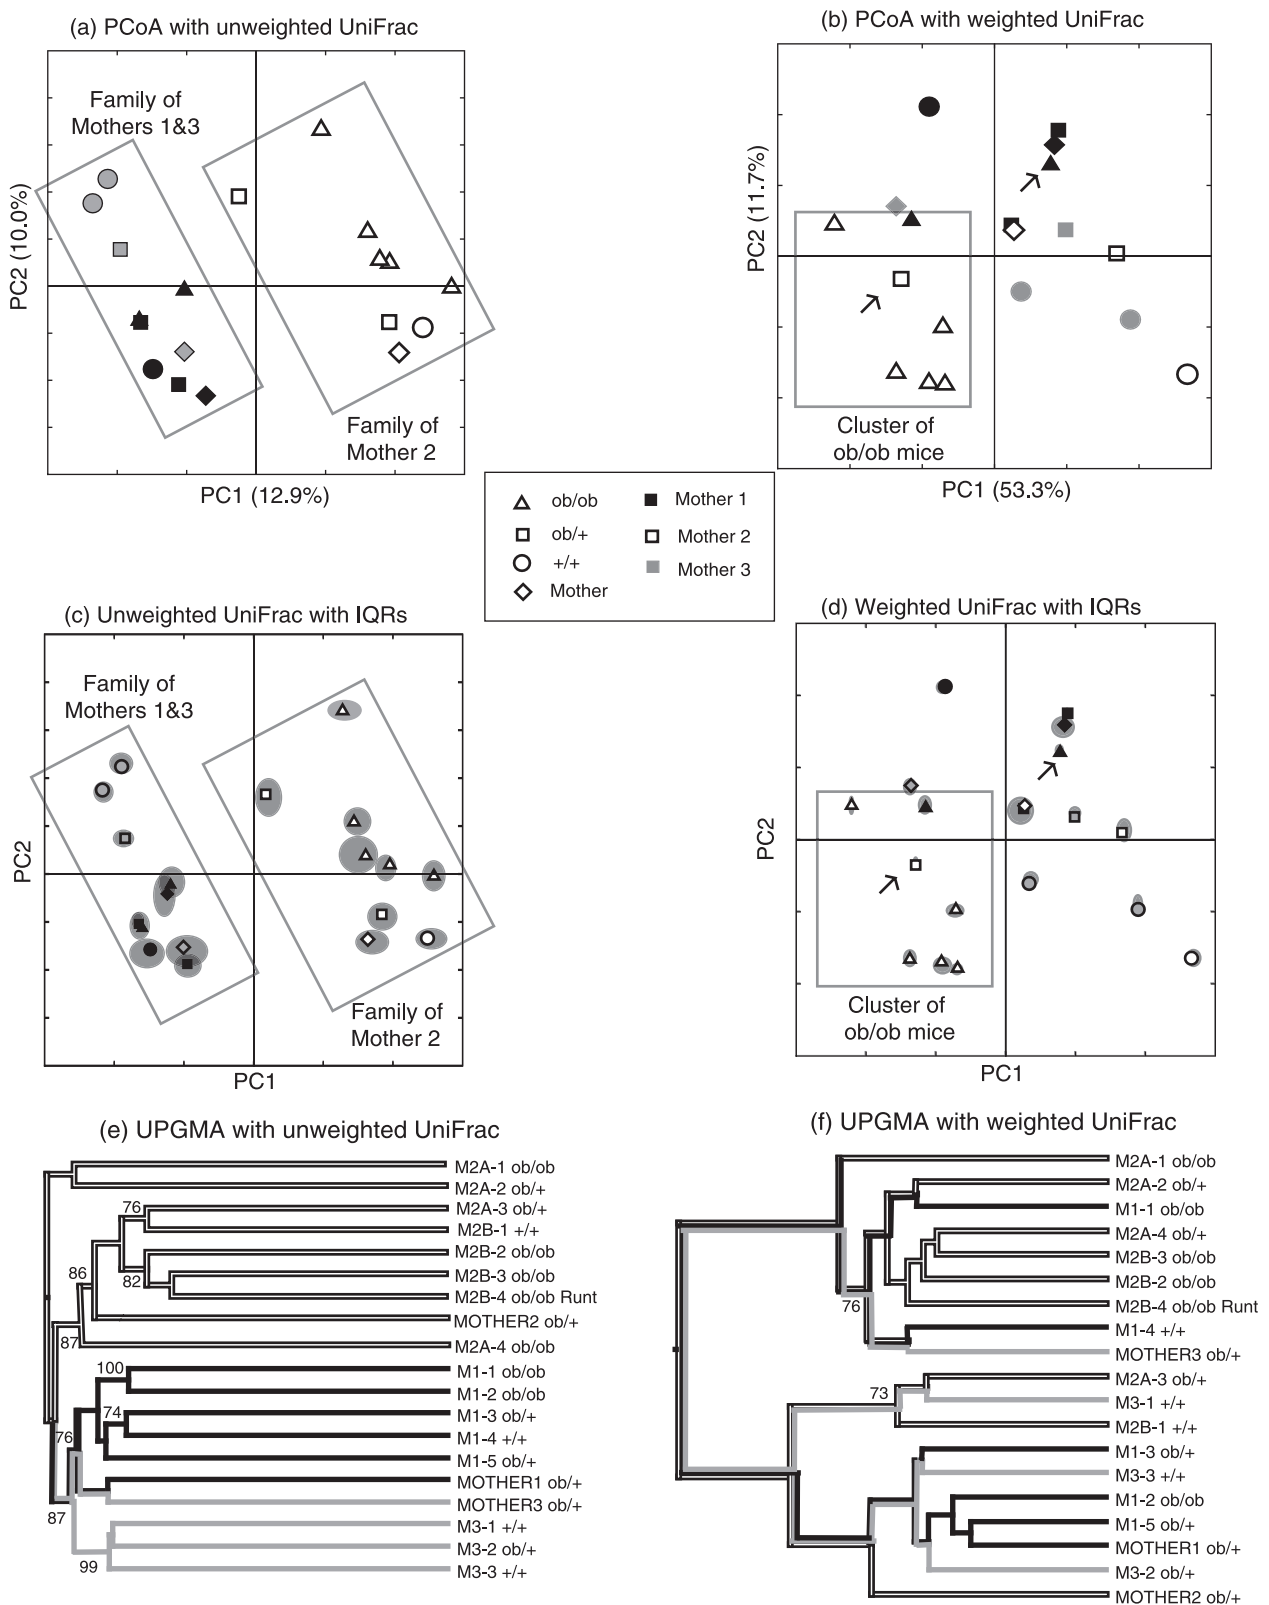 (a) PCoA with unweighted UniFrac
Family of
Mothers 1&3
PC2 (10.0%)
Family of
Mother 2
PC1 (12.9%)
(b) PCoA with weighted UniFrac
PC2 (11.7%)
Cluster of
ob/ob mice
PC1 (53.3%)
ob/ob
Mother 1
ob/+
Mother 2
+/+
Mother 3
Mother
(c) Unweighted UniFrac with IQRs
Family of
Mothers 1&3
PC2
Family of
Mother 2
PC1
(d) Weighted UniFrac with IQRs
PC2
Cluster of
ob/ob mice
PC1
(e) UPGMA with unweighted UniFrac
M2A-1 ob/ob
M2A-2 ob/+
76 M2A-3 ob/+
M2B-1 +/+
M2B-2 ob/ob
86 82 M2B-3 ob/ob
M2B-4 ob/ob Runt
MOTHER2 ob/+
87 M2A-4 ob/ob
100 M1-1 ob/ob
M1-2 ob/ob
74 M1-3 ob/+
76 M1-4 +/+
M1-5 ob/+
MOTHER1 ob/+
MOTHER3 ob/+
87 M3-1 +/+
M3-2 ob/+
99 M3-3 +/+
(f) UPGMA with weighted UniFrac
M2A-1 ob/ob
M2A-2 ob/+
M1-1 ob/ob
M2A-4 ob/+
M2B-3 ob/ob
M2B-2 ob/ob
76 M2B-4 ob/ob Runt
M1-4 +/+
MOTHER3 ob/+
M2A-3 ob/+
73 M3-1 +/+
M2B-1 +/+
M1-3 ob/+
M3-3 +/+
M1-2 ob/ob
M1-5 ob/+
MOTHER1 ob/+
M3-2 ob/+
MOTHER2 ob/+